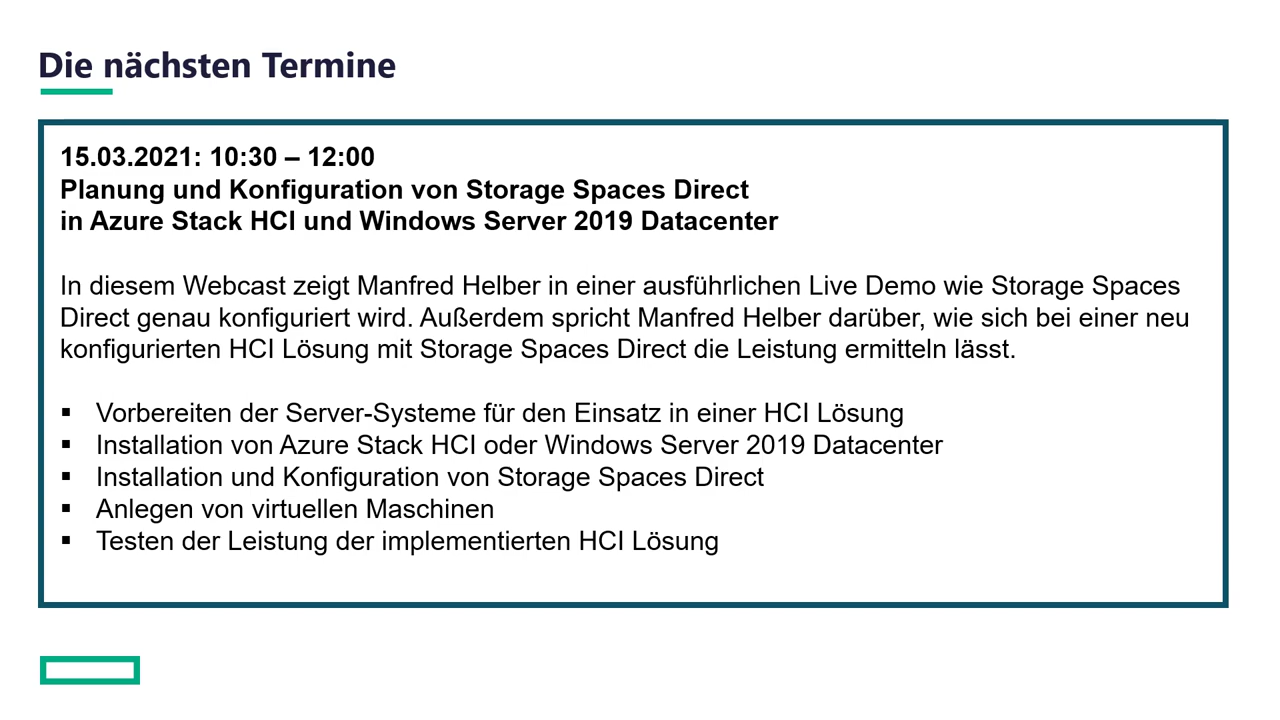 Die nächsten Termine
15.03.2021: 10:30 – 12:00
Planung und Konfiguration von Storage Spaces Direct
in Azure Stack HCI und Windows Server 2019 Datacenter
In diesem Webcast zeigt Manfred Helber in einer ausführlichen Live Demo wie Storage Spaces
Direct genau konfiguriert wird. Außerdem spricht Manfred Helber darüber, wie sich bei einer neu
konfigurierten HCI Lösung mit Storage Spaces Direct die Leistung ermitteln lässt.
▪ Vorbereiten der Server-Systeme für den Einsatz in einer HCI Lösung
▪ Installation von Azure Stack HCI oder Windows Server 2019 Datacenter
▪ Installation und Konfiguration von Storage Spaces Direct
▪ Anlegen von virtuellen Maschinen
▪ Testen der Leistung der implementierten HCI Lösung